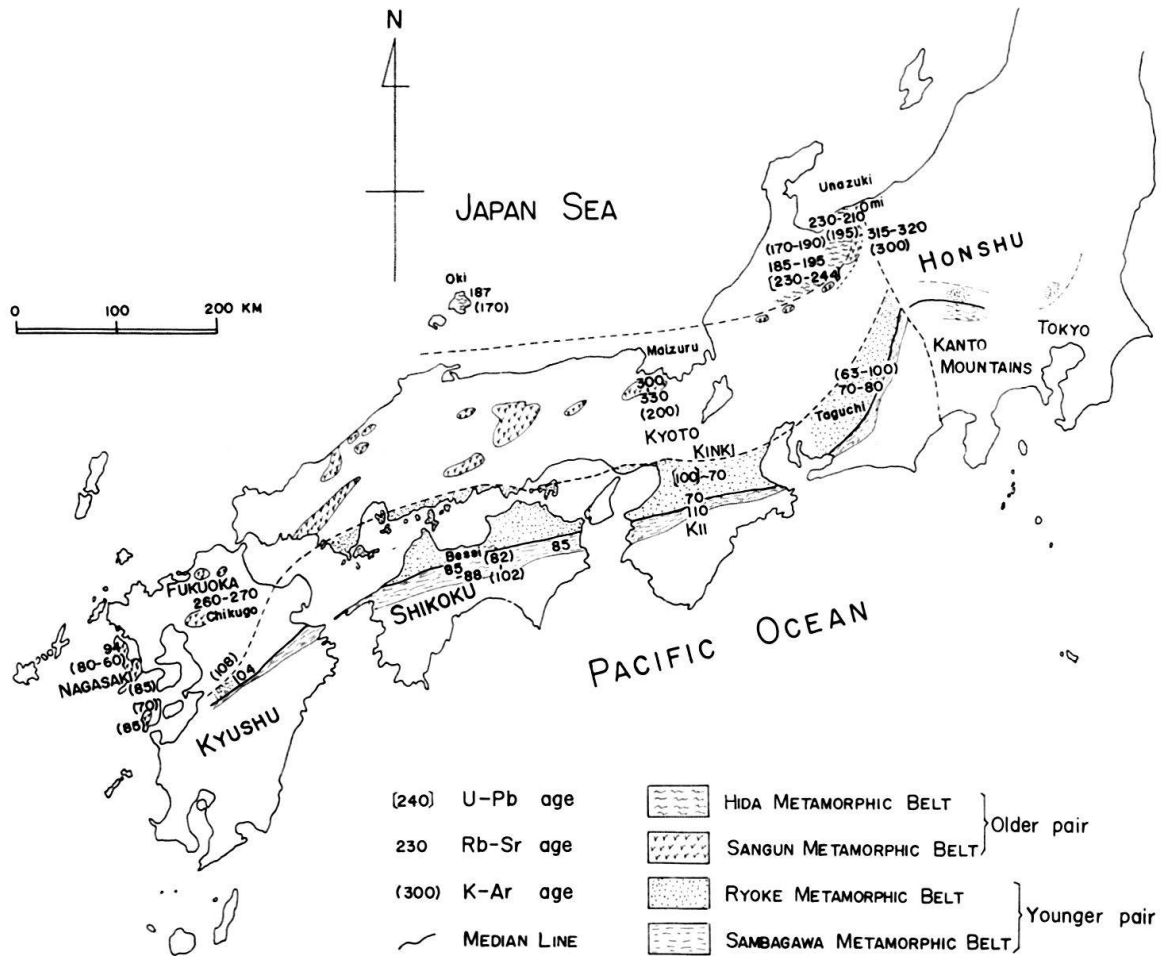 N
JAPAN SEA
Unazuki
Omi
230-210
(170-190) (195) 315-320
185-195 (300)
[230-244]
HONSHU
Oki
187
(170)
0 100 200 KM
Maizuru
300
330
(200)
KYOTO
TOKYO
KANTO
MOUNTAINS
(63-100)
70-80
Taguchi
KINKI
[100]-70
70
110
KII
Bessi (82) 85
85
-88 (102)
SHIKOKU
FUKUOKA
260-270
Chikugo
94
(80-60)
NAGASAKI
(85)
(70)
(85)
(108)
104
KYUSHU
PACIFIC OCEAN
[240] U-Pb age
230 Rb-Sr age
(300) K-Ar age
MEDIAN LINE
HIDA METAMORPHIC BELT
SANGUN METAMORPHIC BELT
Older pair
RYOKE METAMORPHIC BELT
SAMBAGAWA METAMORPHIC BELT
Younger pair